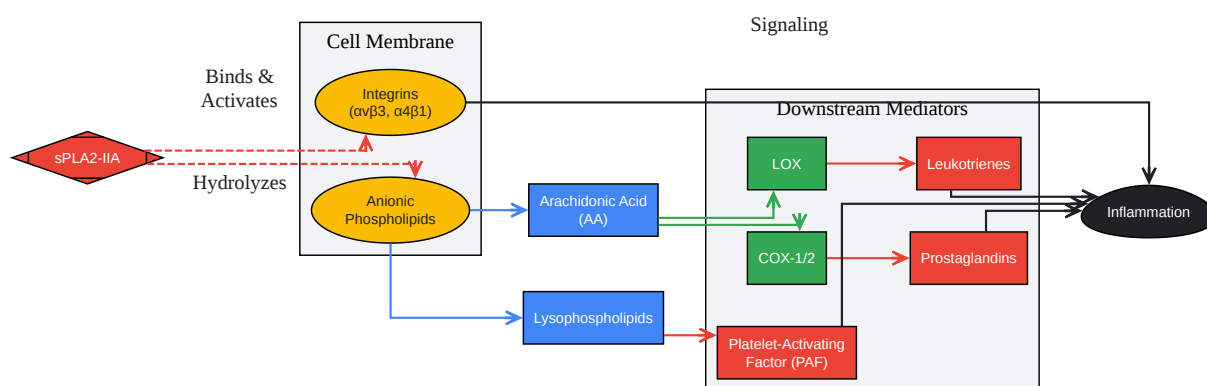 Signaling
Cell Membrane
Binds &
Activates
Integrins
(αvβ3, α4β1)
Downstream Mediators
sPLA2-IIA
LOX
Leukotrienes
Hydrolyzes
Anionic
Phospholipids
Arachidonic Acid
(AA)
Inflammation
COX-1/2
Prostaglandins
Lysophospholipids
Platelet-Activating
Factor (PAF)